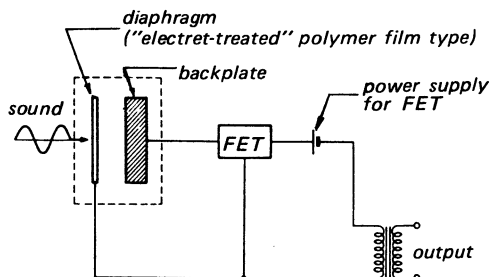 diaphragm
("electret-treated" polymer film type)
backplate
power supply
for FET
sound
FET
output